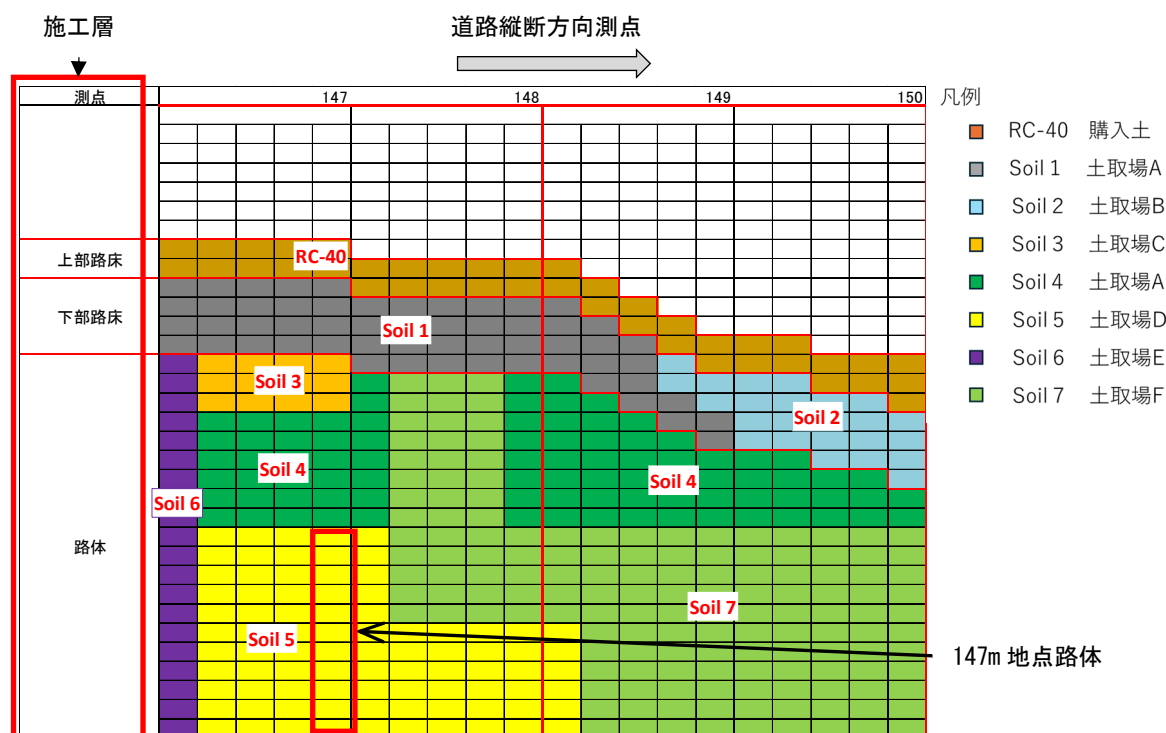 施工層
道路縦断方向測点
測点
147
148
149
150
凡例
RC-40 購入土
Soil 1 土取場A
Soil 2 土取場B
Soil 3 土取場C
Soil 4 土取場A
Soil 5 土取場D
Soil 6 土取場E
Soil 7 土取場F
上部路床
RC-40
下部路床
Soil 1
Soil 3
Soil 2
Soil 4
Soil 4
Soil 6
路体
Soil 7
Soil 5
147m 地点路体